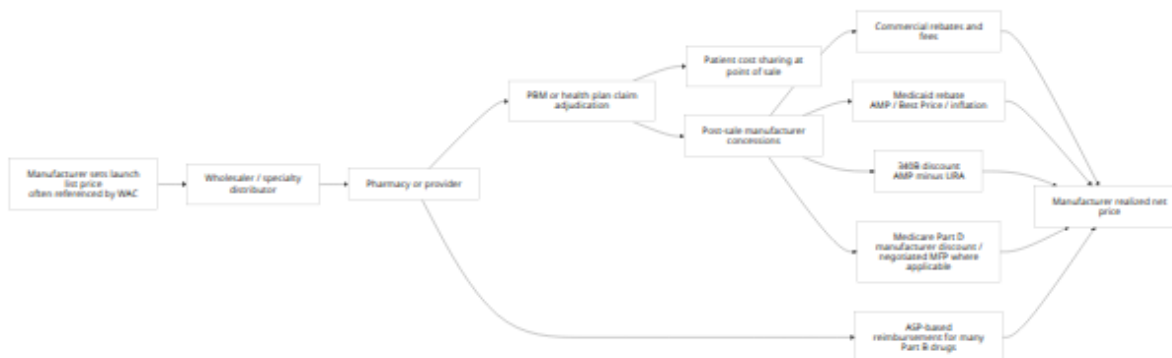 Manufacturer sets launch
list price
often referenced by WAC
Wholesaler / specialty
distributor
Pharmacy or provider
PBM or health plan claim
adjudication
Patient cost sharing at
point of sale
Post-sale manufacturer
concessions
Commercial rebates and
fees
Medicaid rebate
AMP / Best Price / inflation
340B discount
AMP minus URA
Medicare Part D
manufacturer discount /
negotiated MFP where
applicable
ASP-based
reimbursement for many
Part B drugs
Manufacturer realized net
price